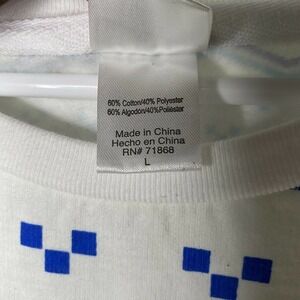 60% Cotton/40% Polyester
60% Algodón/40%Poliéster
Made in China
Hecho en China
RN# 71868
L